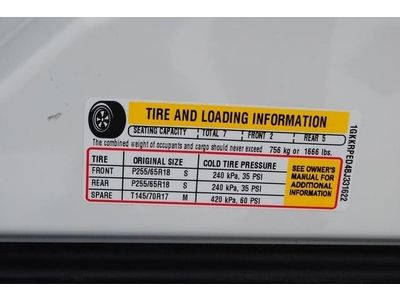 TIRE AND LOADING INFORMATION
SEATING CAPACITY TOTAL 7 FRONT 2 REAR 5
The combined weight of occupants and cargo should never exceed 756 kg or 1666 lbs.
TIRE ORIGINAL SIZE COLD TIRE PRESSURE
FRONT P255/65R18 S 240 kPa, 35 PSI
REAR P255/65R18 S 240 kPa, 35 PSI
SPARE T145/70R17 M 420 kPa, 60 PSI
SEE OWNER'S
MANUAL FOR
ADDITIONAL
INFORMATION
1GKKRPED4BJ331622